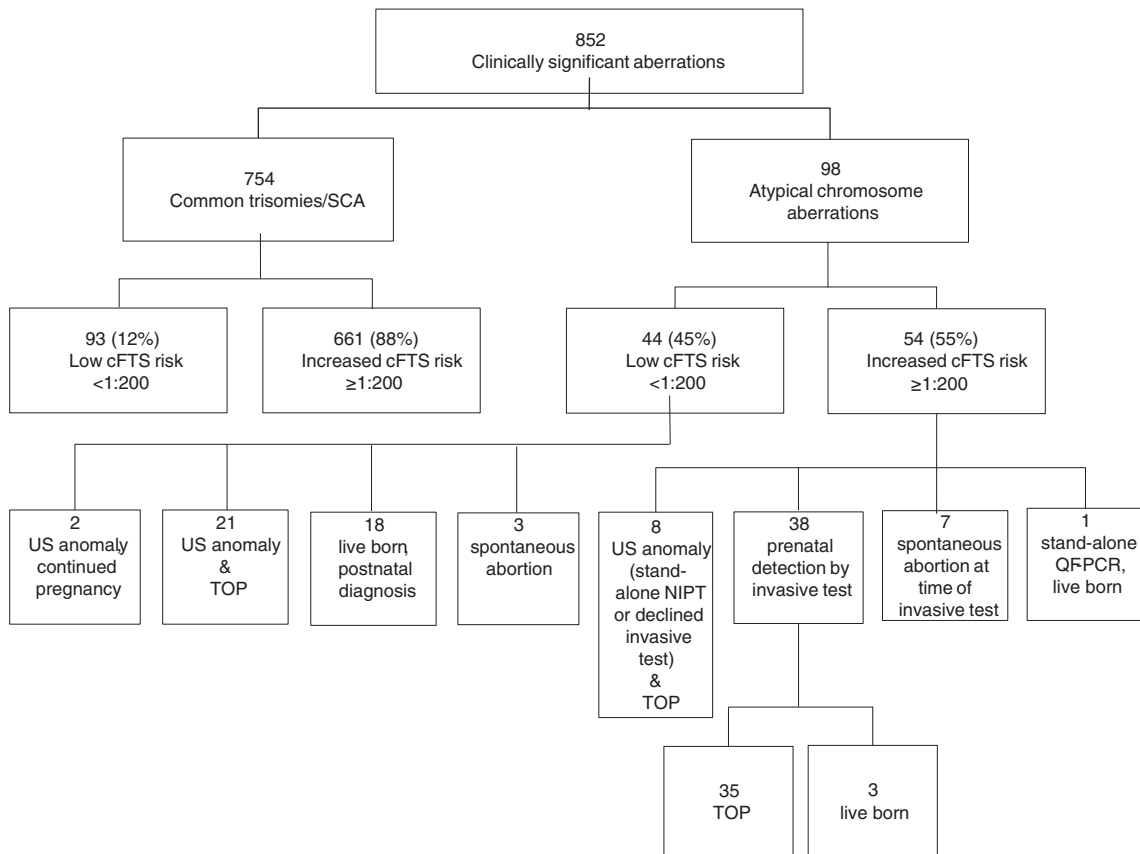 852
Clinically significant aberrations
754
Common trisomies/SCA
98
Atypical chromosome
aberrations
93 (12%)
Low cFTS risk
<1:200
661 (88%)
Increased cFTS risk
≥1:200
44 (45%)
Low cFTS risk
<1:200
54 (55%)
Increased cFTS risk
≥1:200
2
US anomaly,
continued
pregnancy
21
US anomaly
&
TOP
18
live born,
postnatal
diagnosis
3
spontaneous
abortion
8
US anomaly
(stand-
alone NIPT
or declined
invasive
test)
&
TOP
38
prenatal
detection by
invasive test
7
spontaneous
abortion at
time of
invasive test
1
stand-alone
QF-PCR,
live born
35
TOP
3
live born